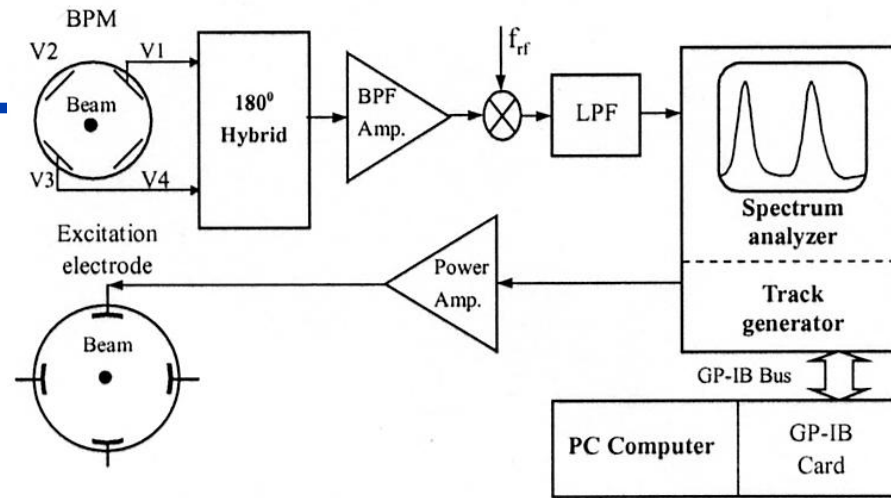 BPM
V2
V1
Beam
V3
V4
180⁰
Hybrid
BPF
Amp.
f_rf
LPF
Spectrum
analyzer
Track
generator
Excitation
electrode
Beam
Power
Amp.
GP-IB Bus
PC Computer
GP-IB
Card